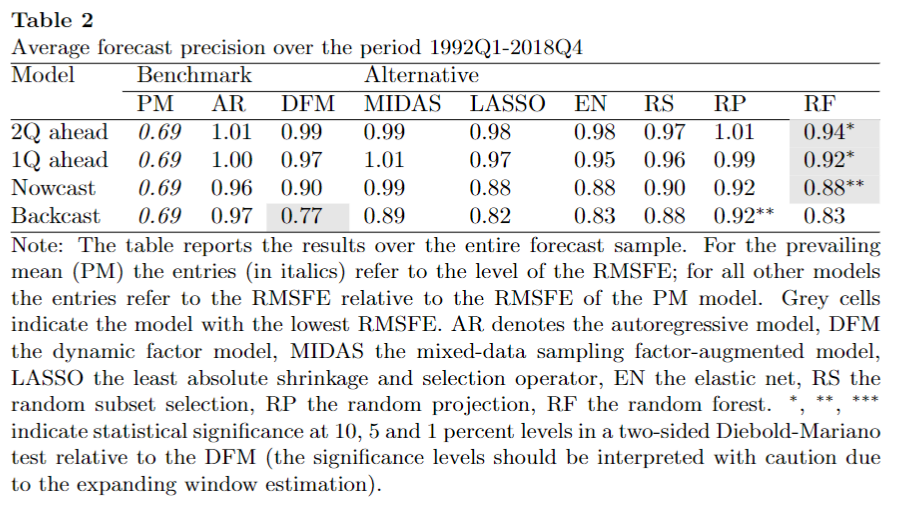 Table 2
Average forecast precision over the period 1992Q1-2018Q4
Model Benchmark Alternative
PM AR DFM MIDAS LASSO EN RS RP RF
2Q ahead 0.69 1.01 0.99 0.99 0.98 0.98 0.97 1.01 0.94*
1Q ahead 0.69 1.00 0.97 1.01 0.97 0.95 0.96 0.99 0.92*
Nowcast 0.69 0.96 0.90 0.99 0.88 0.88 0.90 0.92 0.88**
Backcast 0.69 0.97 0.77 0.89 0.82 0.83 0.88 0.92** 0.83
Note: The table reports the results over the entire forecast sample. For the prevailing
mean (PM) the entries (in italics) refer to the level of the RMSFE; for all other models
the entries refer to the RMSFE relative to the RMSFE of the PM model. Grey cells
indicate the model with the lowest RMSFE. AR denotes the autoregressive model, DFM
the dynamic factor model, MIDAS the mixed-data sampling factor-augmented model,
LASSO the least absolute shrinkage and selection operator, EN the elastic net, RS the
random subset selection, RP the random projection, RF the random forest. *, **, ***
indicate statistical significance at 10, 5 and 1 percent levels in a two-sided Diebold-Mariano
test relative to the DFM (the significance levels should be interpreted with caution due
to the expanding window estimation).